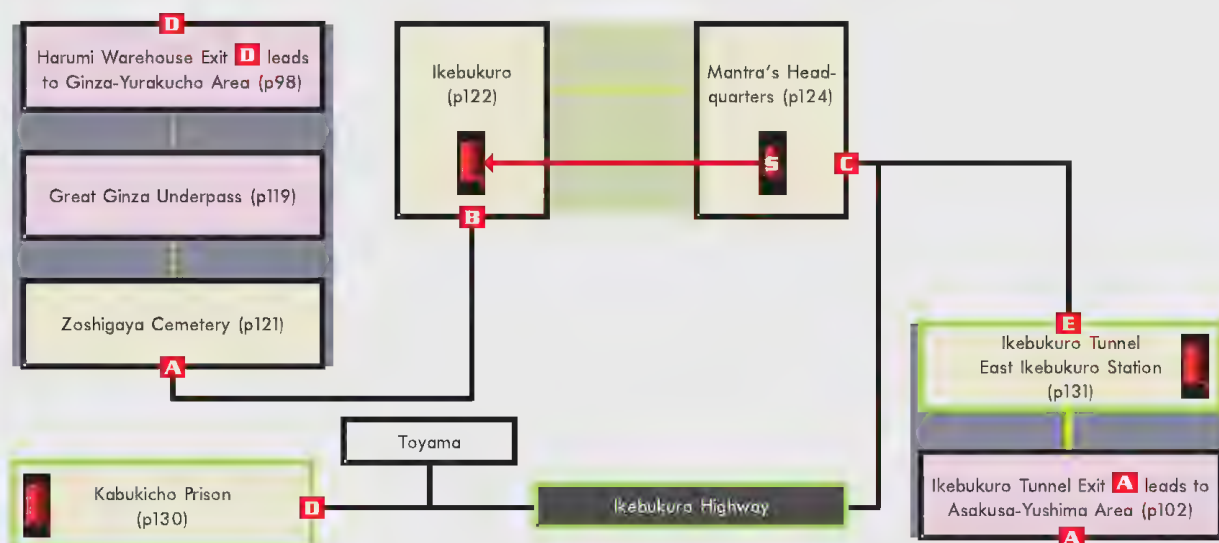 D
Harumi Warehouse Exit D leads
to Ginza-Yurakucho Area (p98)
Great Ginza Underpass (p119)
Zoshigaya Cemetery (p121)
A
Ikebukuro
(p122)
B
Mantra's Head-
quarters (p124)
S
C
E
Ikebukuro Tunnel
East Ikebukuro Station
(p131)
Ikebukuro Tunnel Exit A leads to
Asakusa-Yushima Area (p102)
A
Toyama
Kabukicho Prison
(p130)
D
Ikebukuro Highway